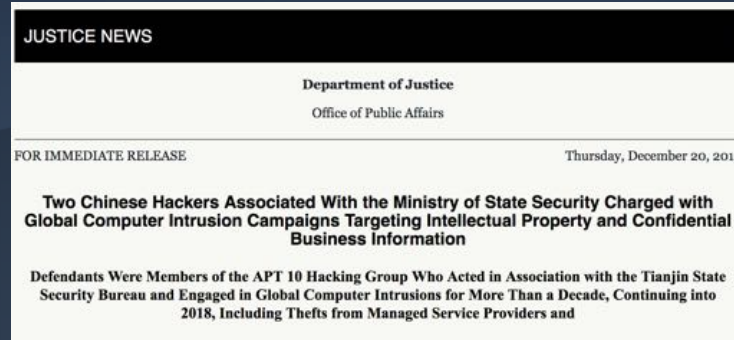 JUSTICE NEWS
Department of Justice
Office of Public Affairs
FOR IMMEDIATE RELEASE
Thursday, December 20, 201
Two Chinese Hackers Associated With the Ministry of State Security Charged with
Global Computer Intrusion Campaigns Targeting Intellectual Property and Confidential
Business Information
Defendants Were Members of the APT 10 Hacking Group Who Acted in Association with the Tianjin State
Security Bureau and Engaged in Global Computer Intrusions for More Than a Decade, Continuing into
2018, Including Thefts from Managed Service Providers and